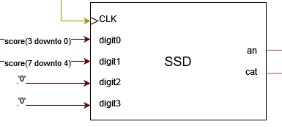 CLK
score(3 downto 0) digit0
score(7 downto 4) digit1
'0' digit2
'0' digit3
SSD
an
cat